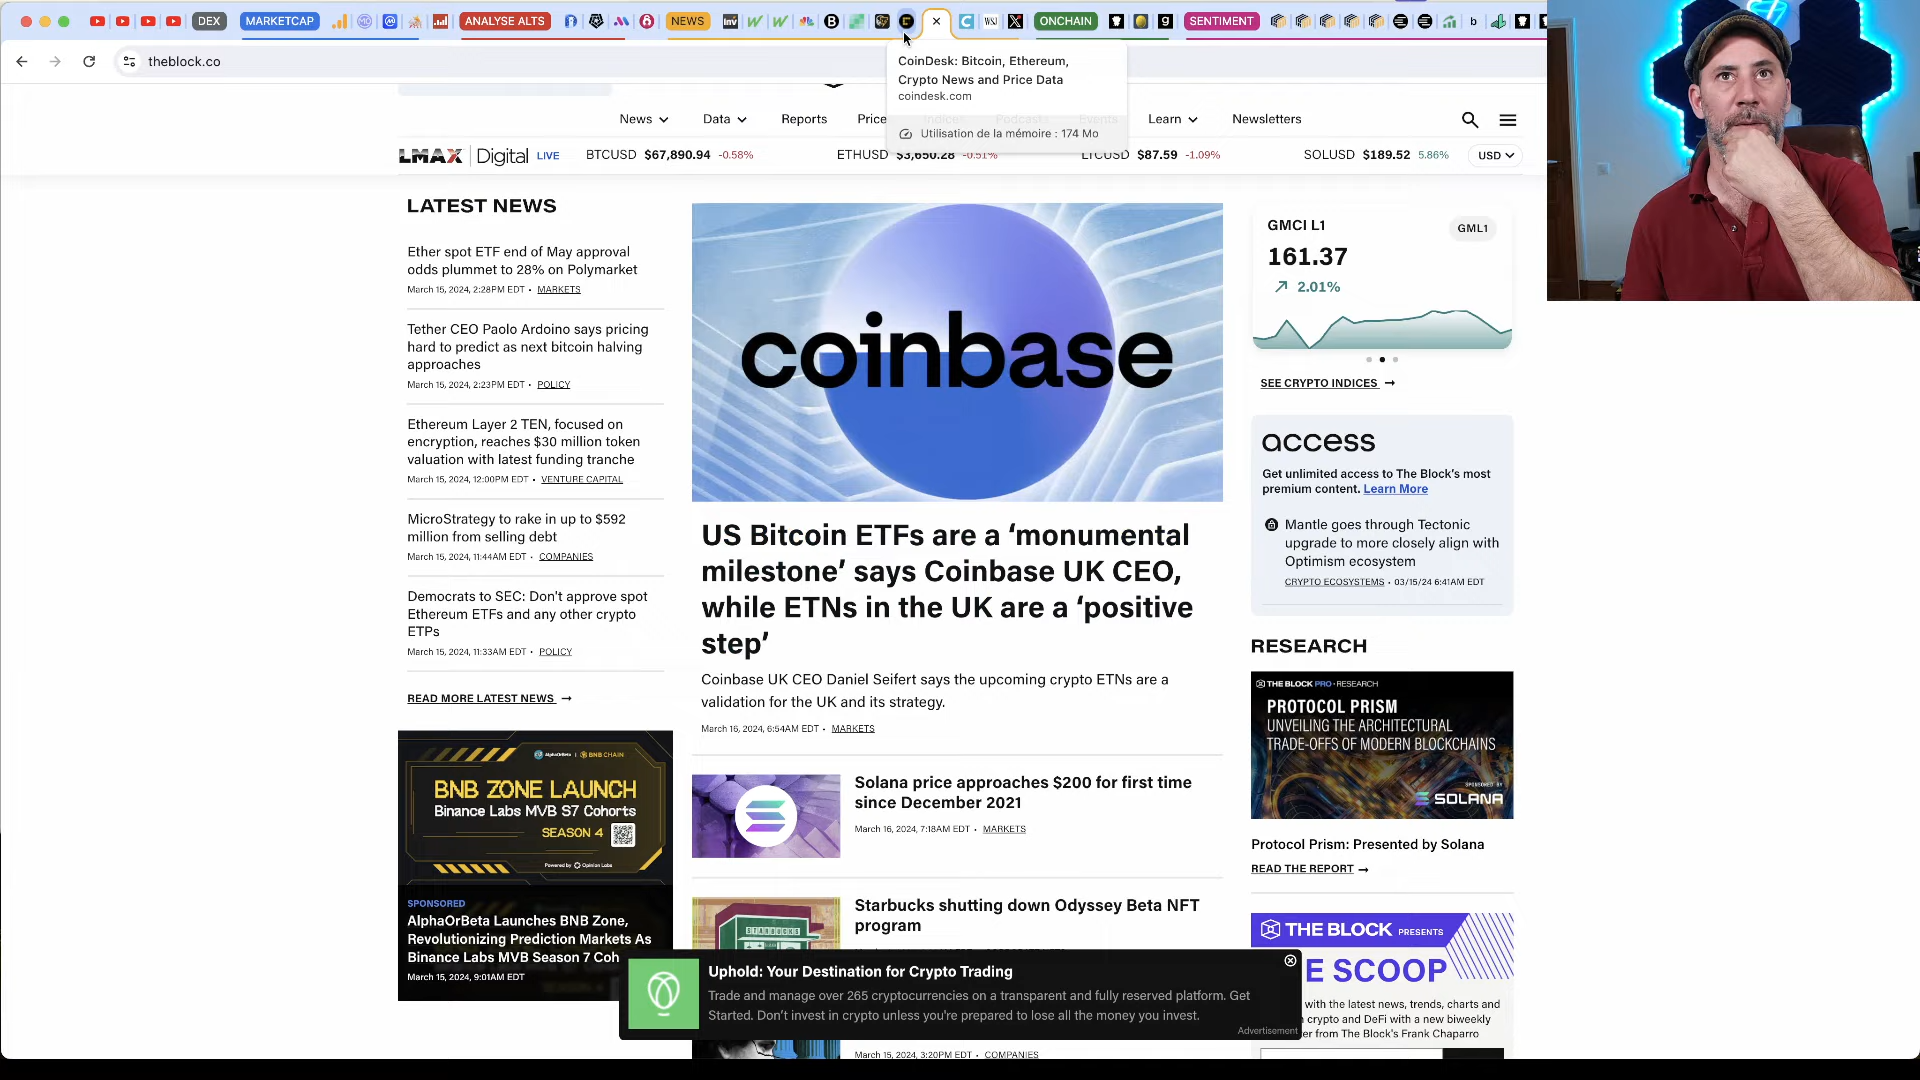 DEX
MARKETCAP
ANALYSE ALTS
NEWS
ONCHAIN
SENTIMENT
theblock.co
CoinDesk: Bitcoin, Ethereum,
Crypto News and Price Data
coindesk.com
Utilisation de la mémoire : 174 Mo
News
Data
Reports
Price
Learn
Newsletters
LMAX Digital LIVE
BTCUSD $67,890.94 -0.58%
ETHUSD $3,650.28 -0.51%
LTCUSD $87.59 -1.09%
SOLUSD $189.52 5.86%
USD
LATEST NEWS
Ether spot ETF end of May approval
odds plummet to 28% on Polymarket
March 15, 2024, 2:28PM EDT • MARKETS
Tether CEO Paolo Ardoino says pricing
hard to predict as next bitcoin halving
approaches
March 15, 2024, 2:23PM EDT • POLICY
Ethereum Layer 2 TEN, focused on
encryption, reaches $30 million token
valuation with latest funding tranche
March 15, 2024, 12:00PM EDT • VENTURE CAPITAL
MicroStrategy to rake in up to $592
million from selling debt
March 15, 2024, 11:44AM EDT • COMPANIES
Democrats to SEC: Don't approve spot
Ethereum ETFs and any other crypto
ETPs
March 15, 2024, 11:33AM EDT • POLICY
READ MORE LATEST NEWS →
AlphaOrBeta | BNB CHAIN
BNB ZONE LAUNCH
Binance Labs MVB S7 Cohorts
SEASON 4
Powered by Opinion Labs
SPONSORED
AlphaOrBeta Launches BNB Zone,
Revolutionizing Prediction Markets As
Binance Labs MVB Season 7 Coh
March 15, 2024, 9:01AM EDT
coinbase
US Bitcoin ETFs are a ‘monumental
milestone’ says Coinbase UK CEO,
while ETNs in the UK are a ‘positive
step’
Coinbase UK CEO Daniel Seifert says the upcoming crypto ETNs are a
validation for the UK and its strategy.
March 16, 2024, 6:54AM EDT • MARKETS
Solana price approaches $200 for first time
since December 2021
March 16, 2024, 7:18AM EDT • MARKETS
STARBUCKS
Starbucks shutting down Odyssey Beta NFT
program
Uphold: Your Destination for Crypto Trading
Trade and manage over 265 cryptocurrencies on a transparent and fully reserved platform. Get
Started. Don’t invest in crypto unless you're prepared to lose all the money you invest.
Advertisement
March 15, 2024, 3:20PM EDT • COMPANIES
GMCI L1
GML1
161.37
2.01%
SEE CRYPTO INDICES →
access
Get unlimited access to The Block’s most
premium content. Learn More
Mantle goes through Tectonic
upgrade to more closely align with
Optimism ecosystem
CRYPTO ECOSYSTEMS • 03/15/24 6:41AM EDT
RESEARCH
THE BLOCK PRO • RESEARCH
PROTOCOL PRISM
UNVEILING THE ARCHITECTURAL
TRADE-OFFS OF MODERN BLOCKCHAINS
SPONSORED BY
SOLANA
Protocol Prism: Presented by Solana
READ THE REPORT →
THE BLOCK PRESENTS
E SCOOP
with the latest news, trends, charts and
crypto and DeFi with a new biweekly
er from The Block's Frank Chaparro